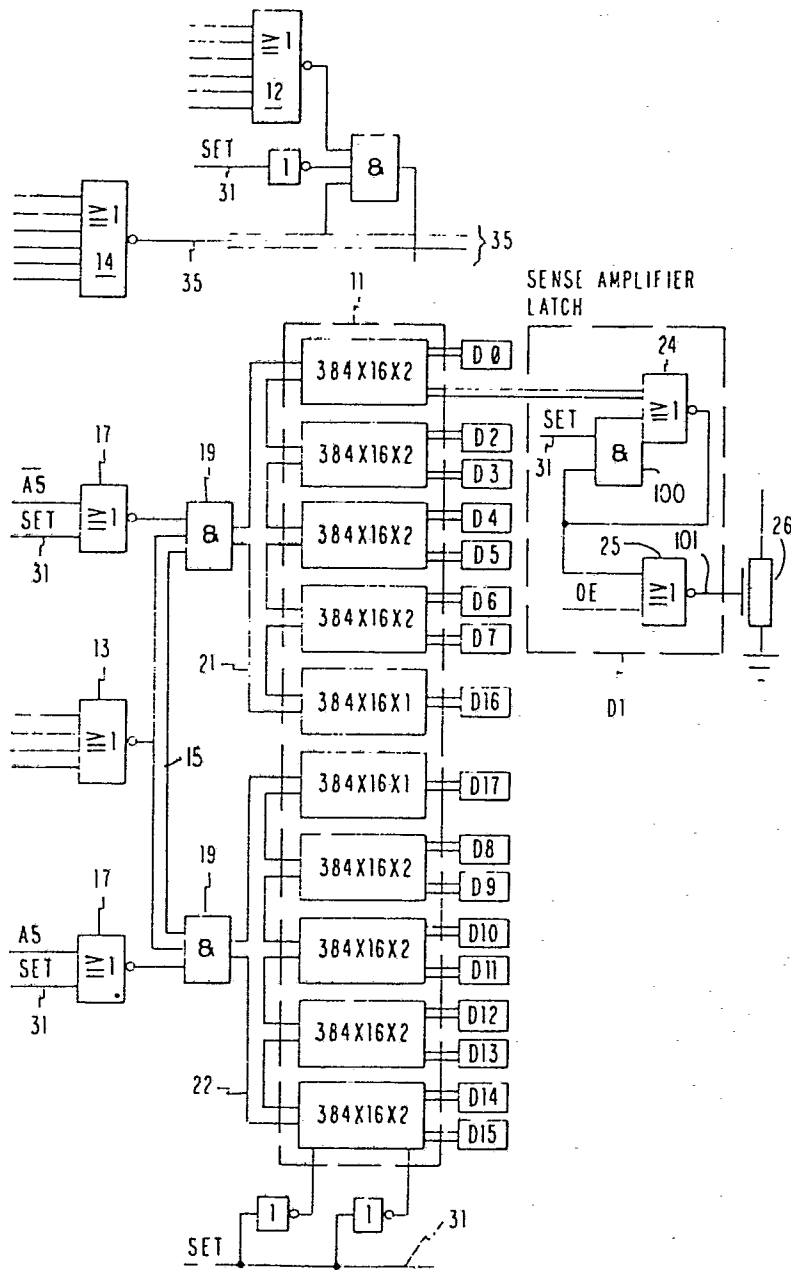 ≥1
12
SET
31
1
&
≥1
14
35
35
11
SENSE AMPLIFIER
LATCH
384X16X2
D0
24
≥1
SET
31
&
100
17
A5
SET
31
≥1
19
&
384X16X2
D2
D3
384X16X2
D4
D5
25
101
26
OE
≥1
384X16X2
D6
D7
D1
13
≥1
21
15
384X16X1
D16
384X16X1
D17
19
&
384X16X2
D8
D9
17
A5
SET
31
≥1
384X16X2
D10
D11
384X16X2
D12
D13
22
384X16X2
D14
D15
1
1
31
SET